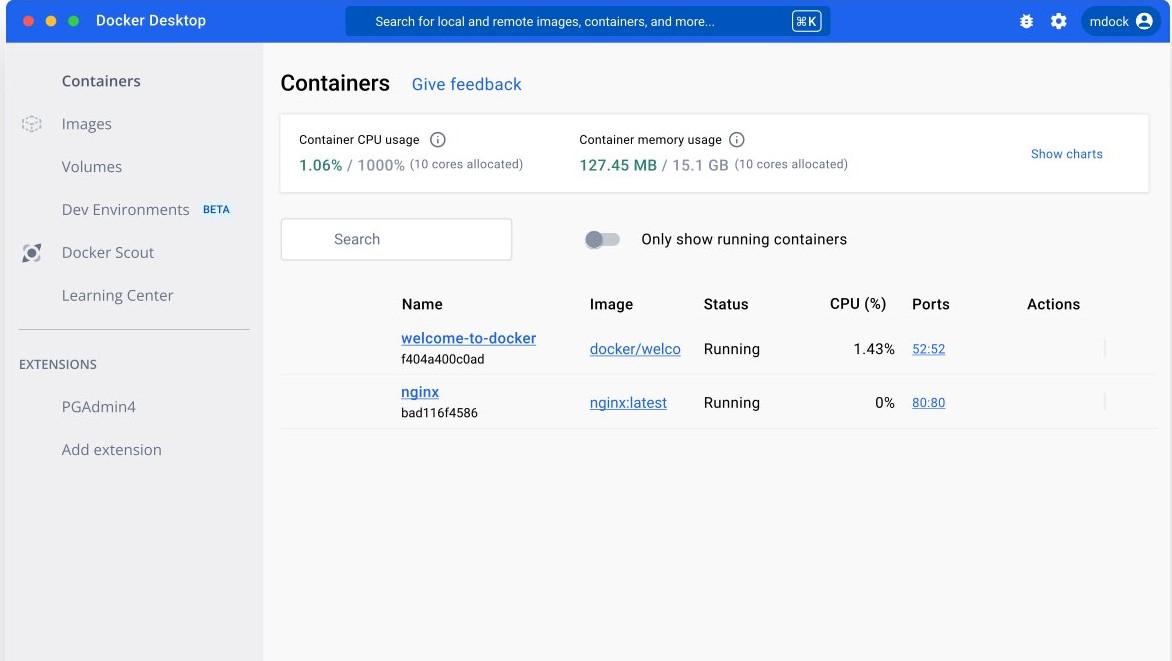 Docker Desktop
Search for local and remote images, containers, and more...
⌘K
mdock
Containers
Images
Volumes
Dev Environments BETA
Docker Scout
Learning Center
EXTENSIONS
PGAdmin4
Add extension
Containers Give feedback
Container CPU usage
1.06% / 1000% (10 cores allocated)
Container memory usage
127.45 MB / 15.1 GB (10 cores allocated)
Show charts
Search
Only show running containers
Name Image Status CPU (%) Ports Actions
welcome-to-docker
f404a400c0ad
docker/welco Running 1.43% 52:52
nginx
bad116f4586
nginx:latest Running 0% 80:80